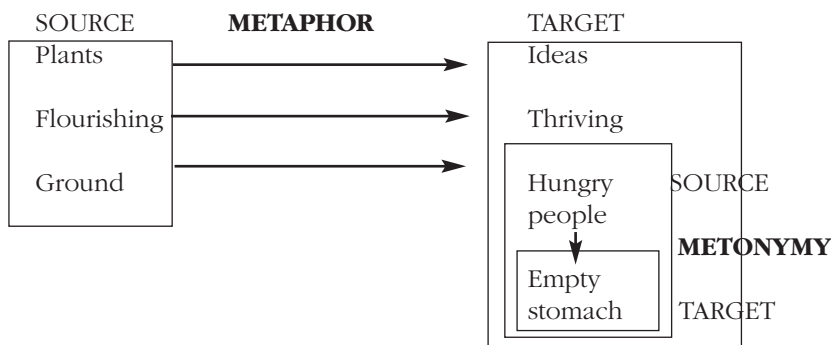 SOURCE METAPHOR TARGET
Plants Ideas
Flourishing Thriving
Ground Hungry SOURCE
people
METONYMY
Empty
stomach TARGET